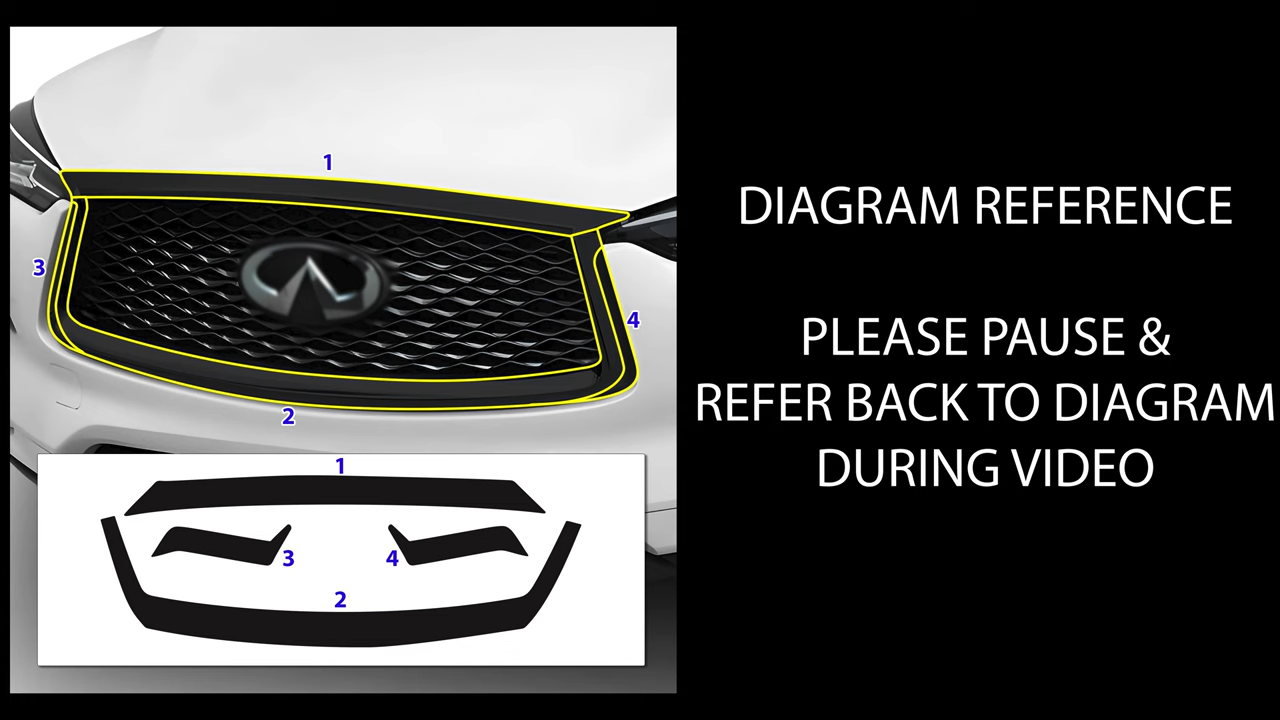 1
3
4
2
1
3
4
2
DIAGRAM REFERENCE
PLEASE PAUSE &
REFER BACK TO DIAGRAM
DURING VIDEO